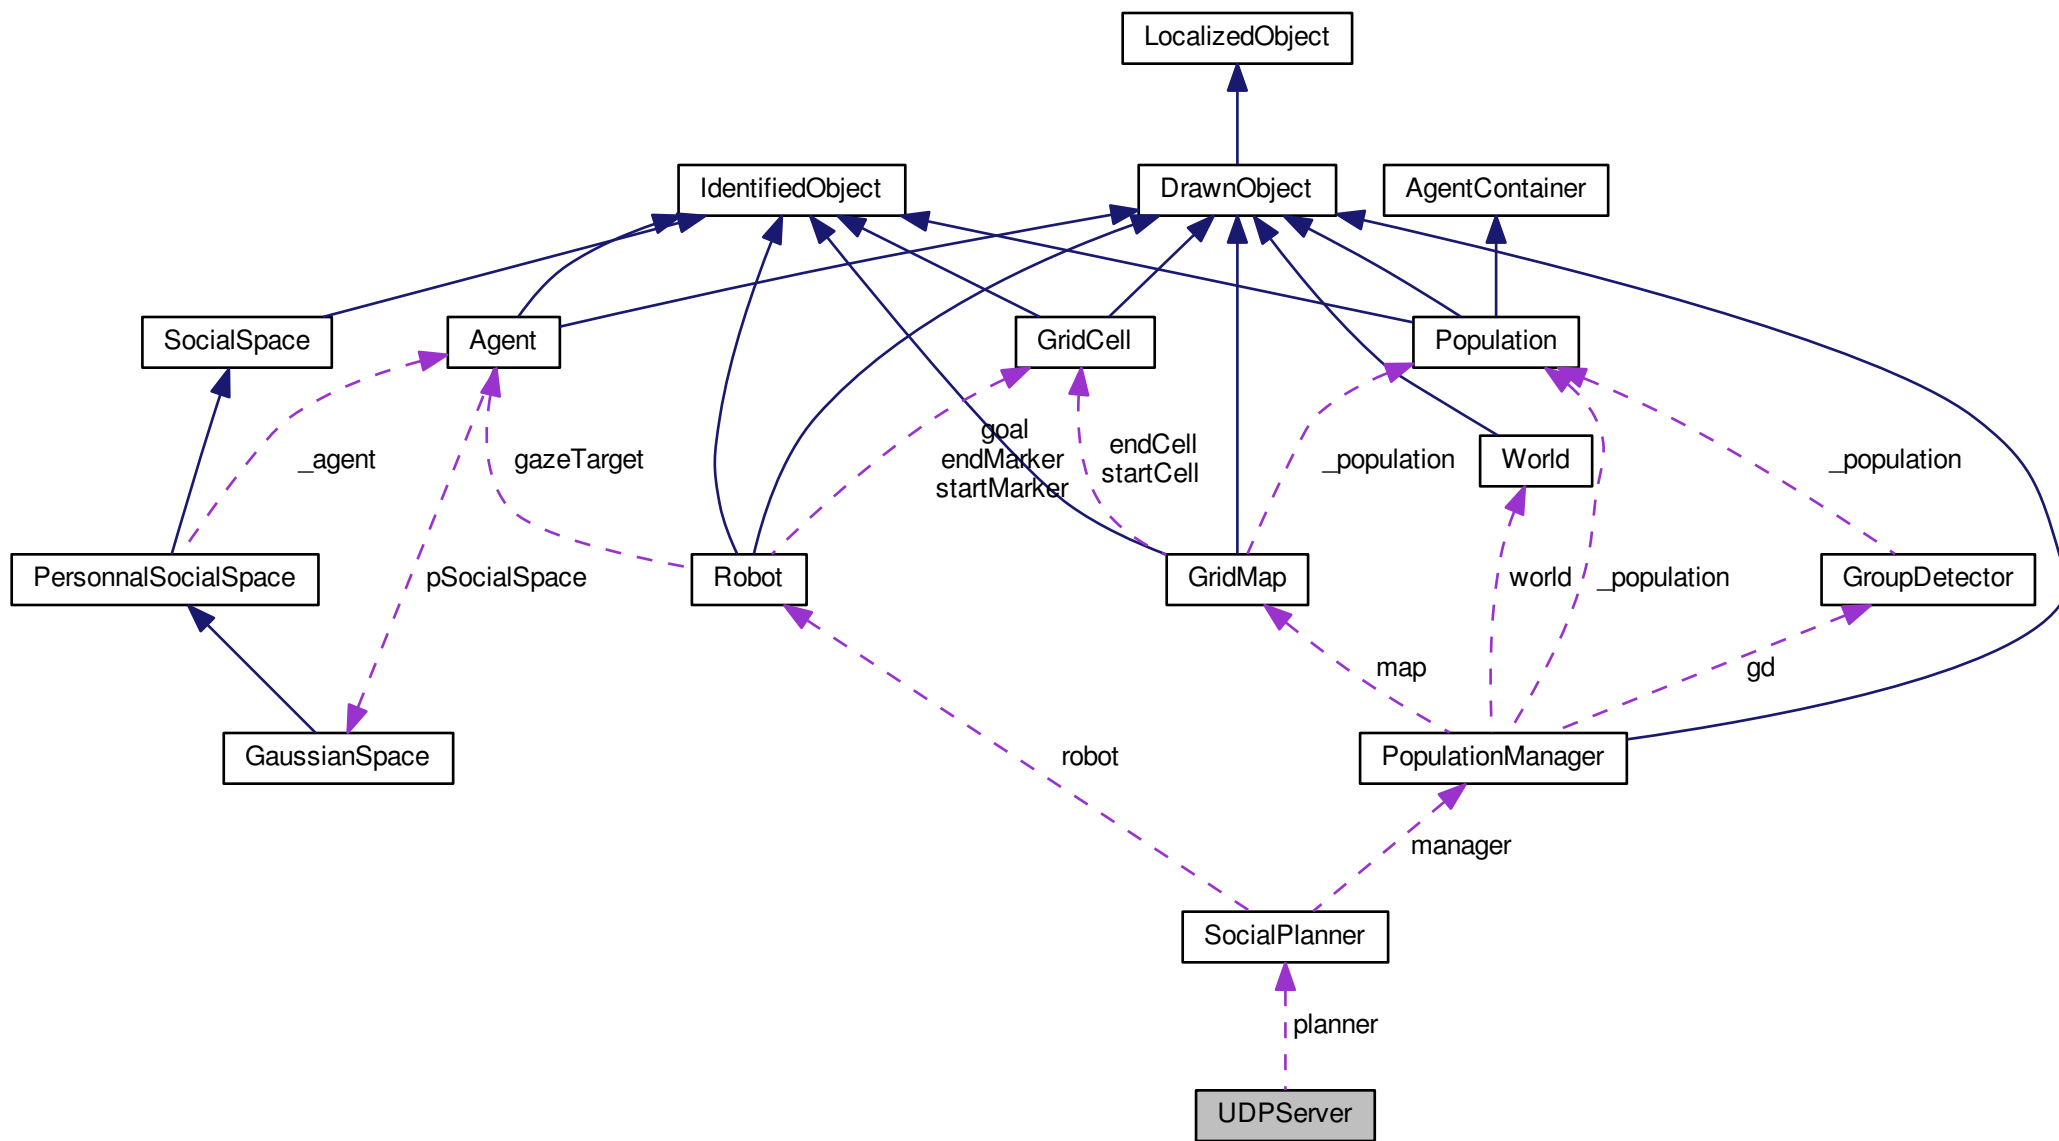 LocalizedObject
IdentifiedObject
DrawnObject
AgentContainer
SocialSpace
Agent
GridCell
Population
_agent
gazeTarget
goal
endMarker
startMarker
endCell
startCell
_population
World
_population
PersonnalSocialSpace
pSocialSpace
Robot
GridMap
world
_population
GroupDetector
map
gd
GaussianSpace
robot
PopulationManager
manager
SocialPlanner
planner
UDPServer